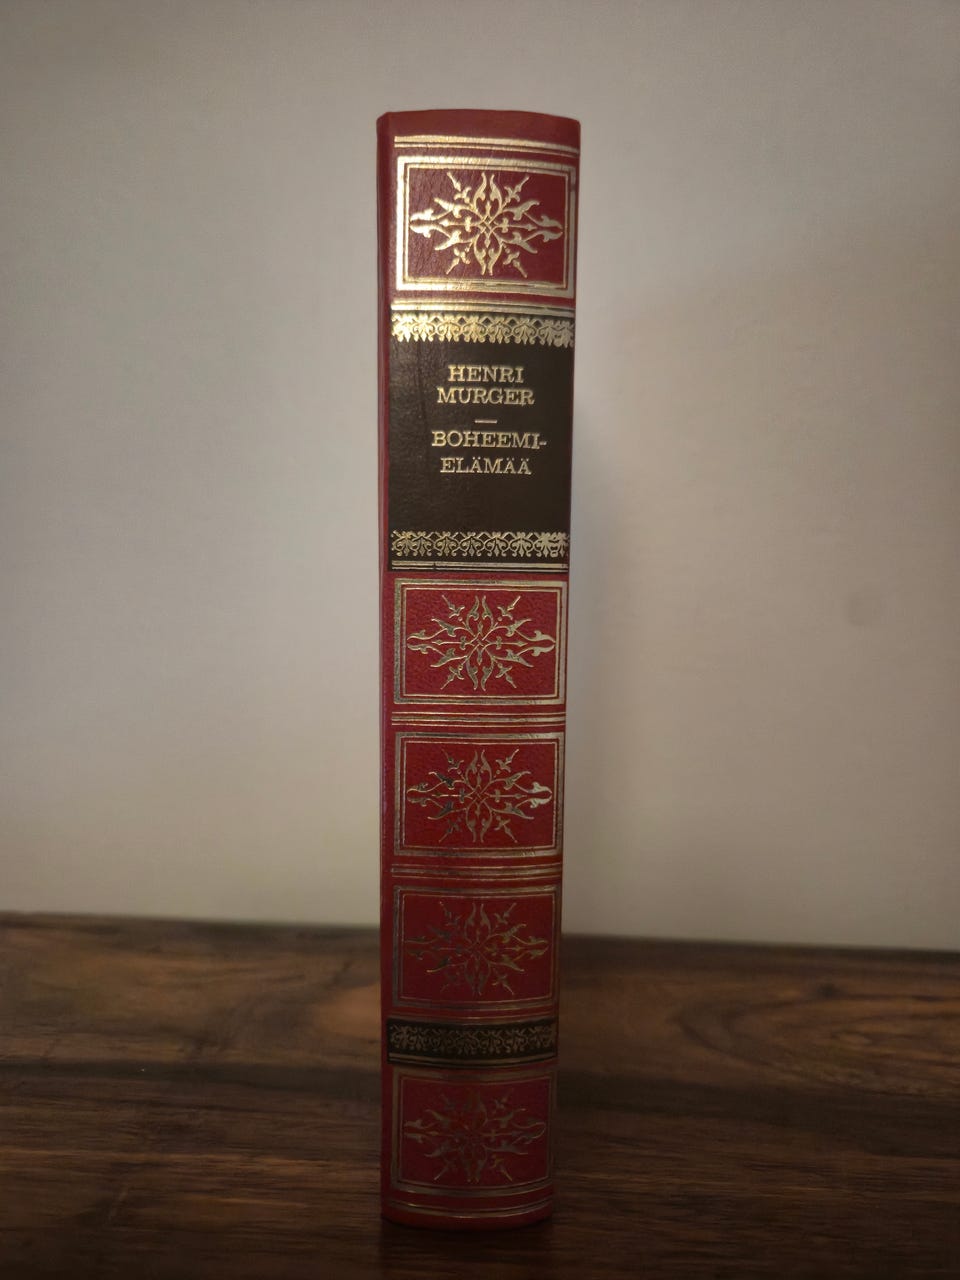 HENRI
MURGER
—
BOHEEMI-
ELÄMÄÄ